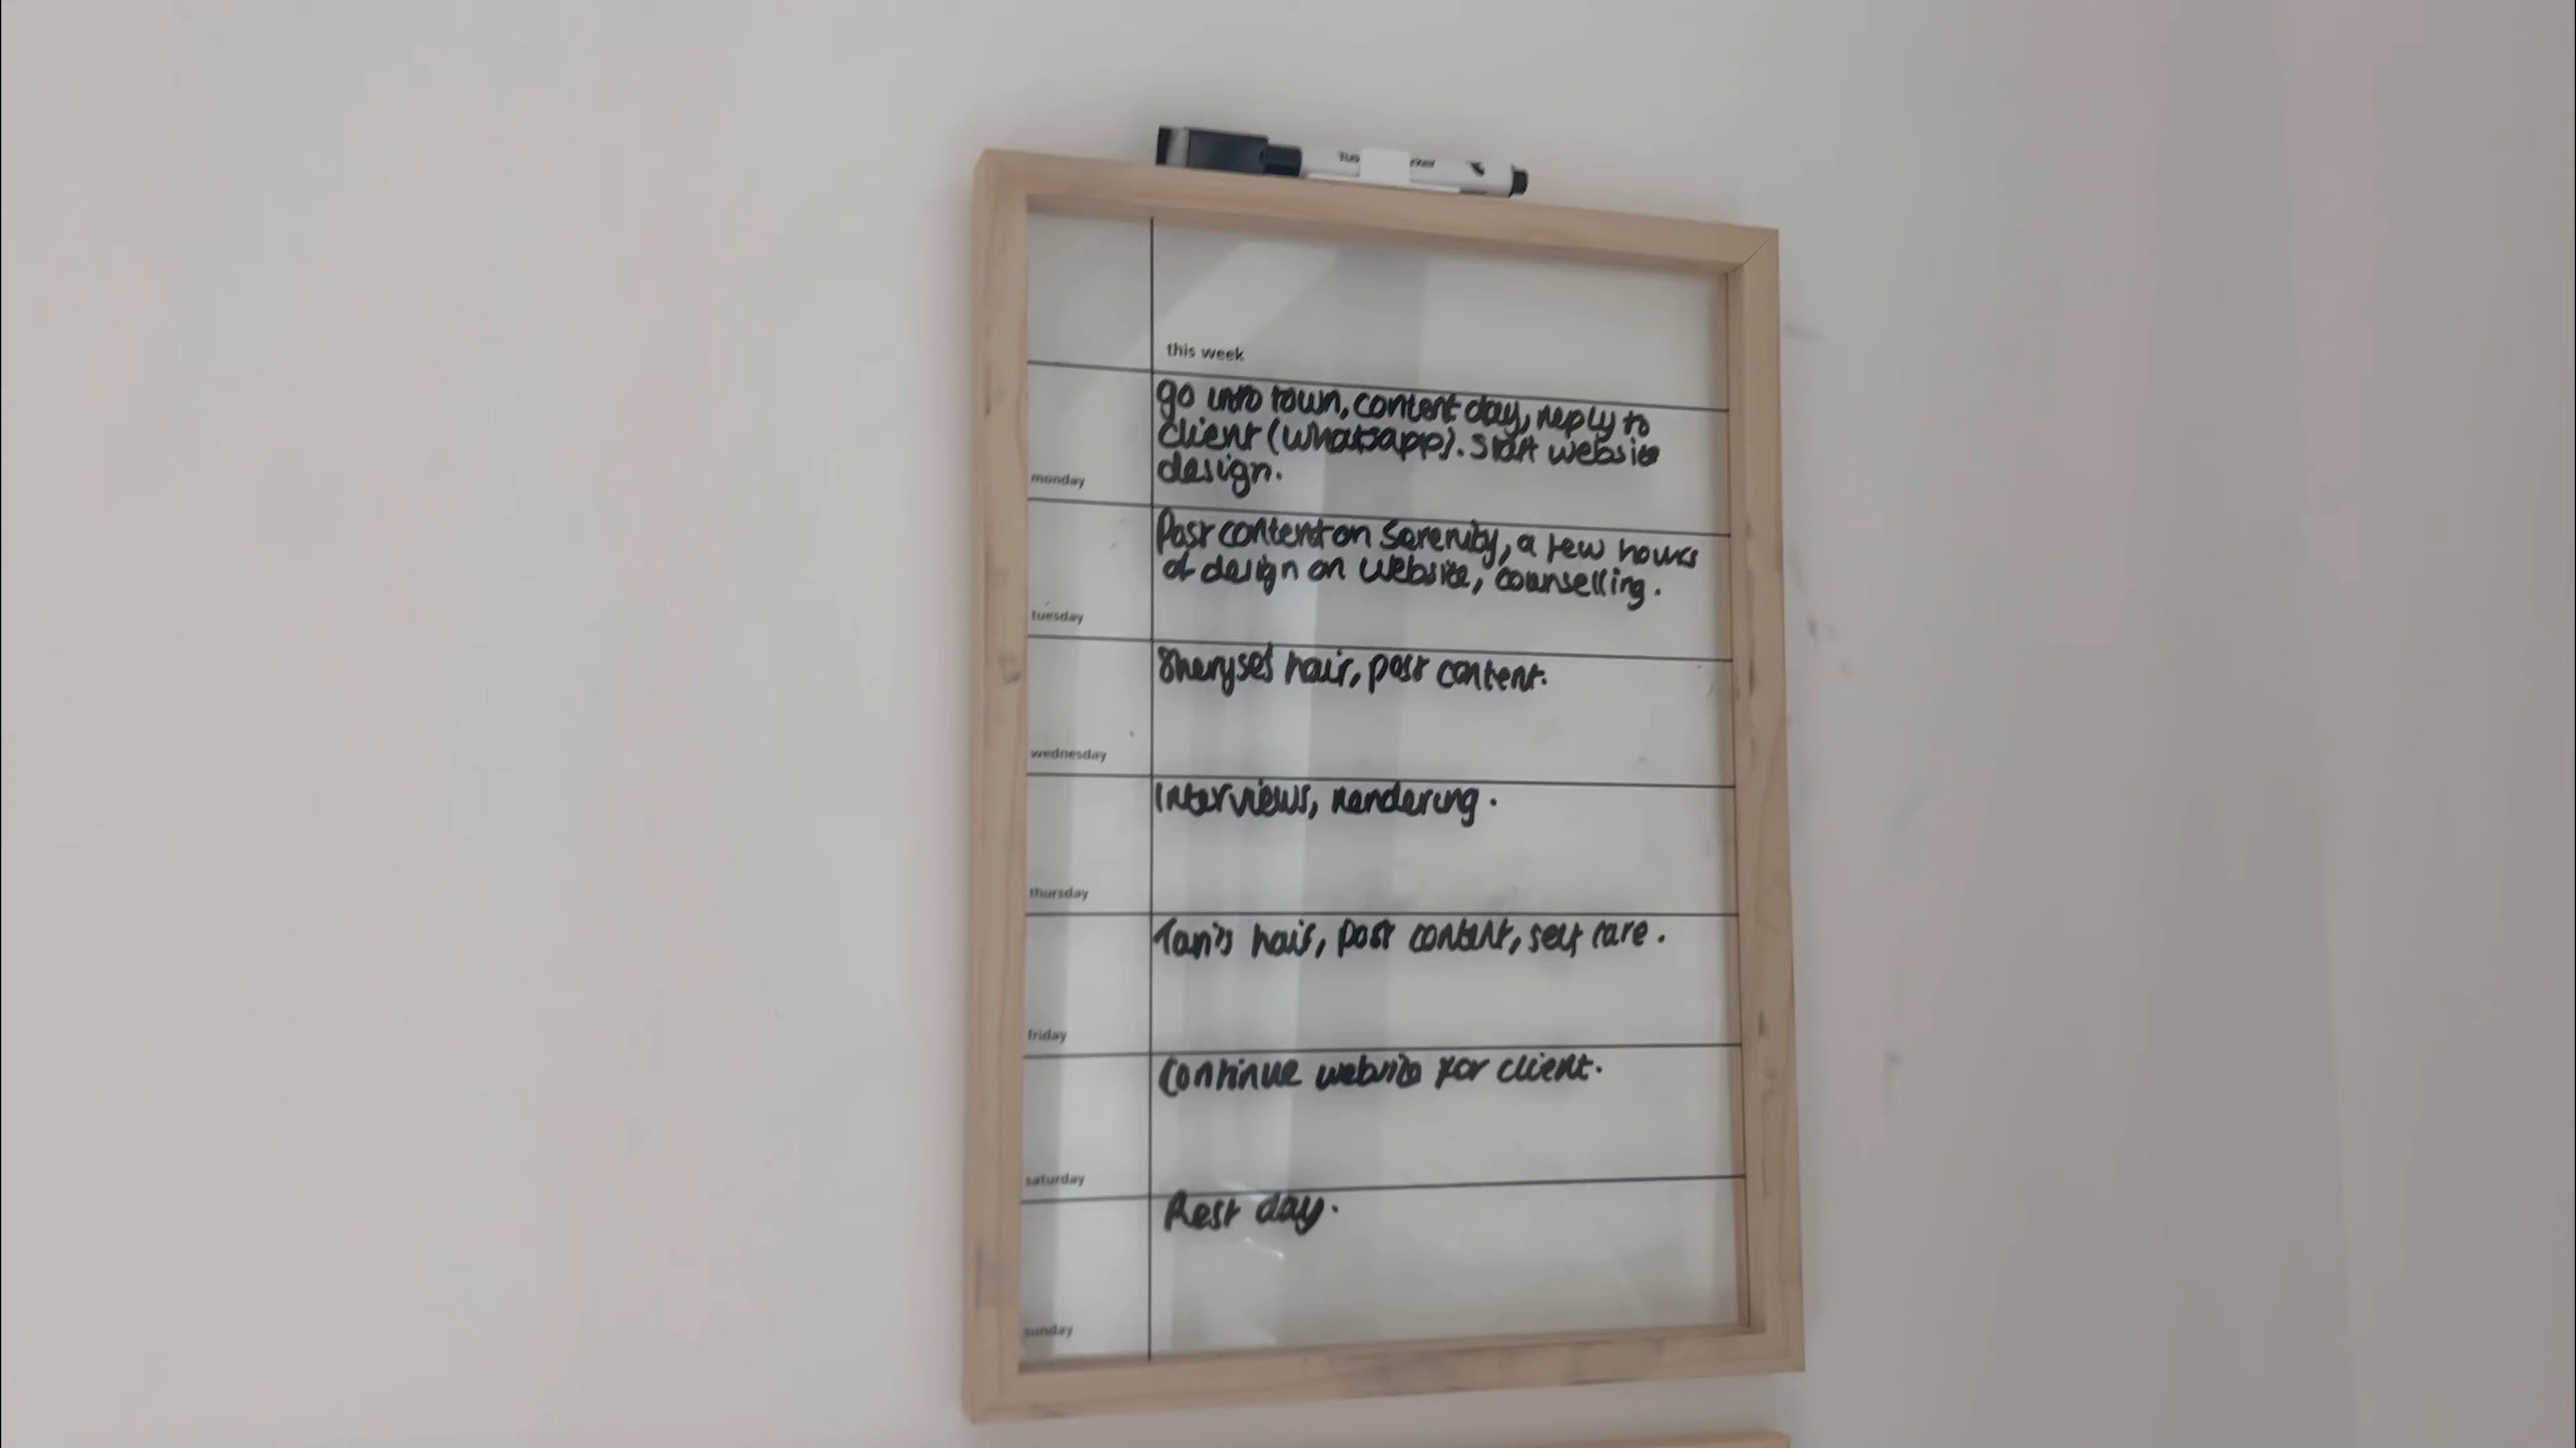 this week
go into town, content day, reply to
client (whatsapp). Start website
design.
monday
Post content on Serenity, a few hours
of design on website, counselling.
tuesday
hair, post content.
wednesday
Interviews, rendering.
thursday
hair, post content, self care.
friday
Continue website for client.
saturday
Rest day.
sunday